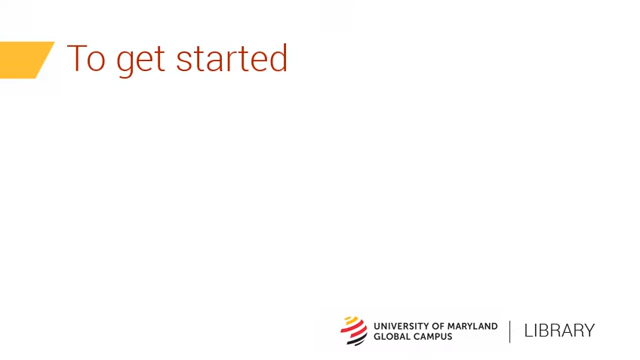 To get started
UNIVERSITY OF MARYLAND
GLOBAL CAMPUS
LIBRARY